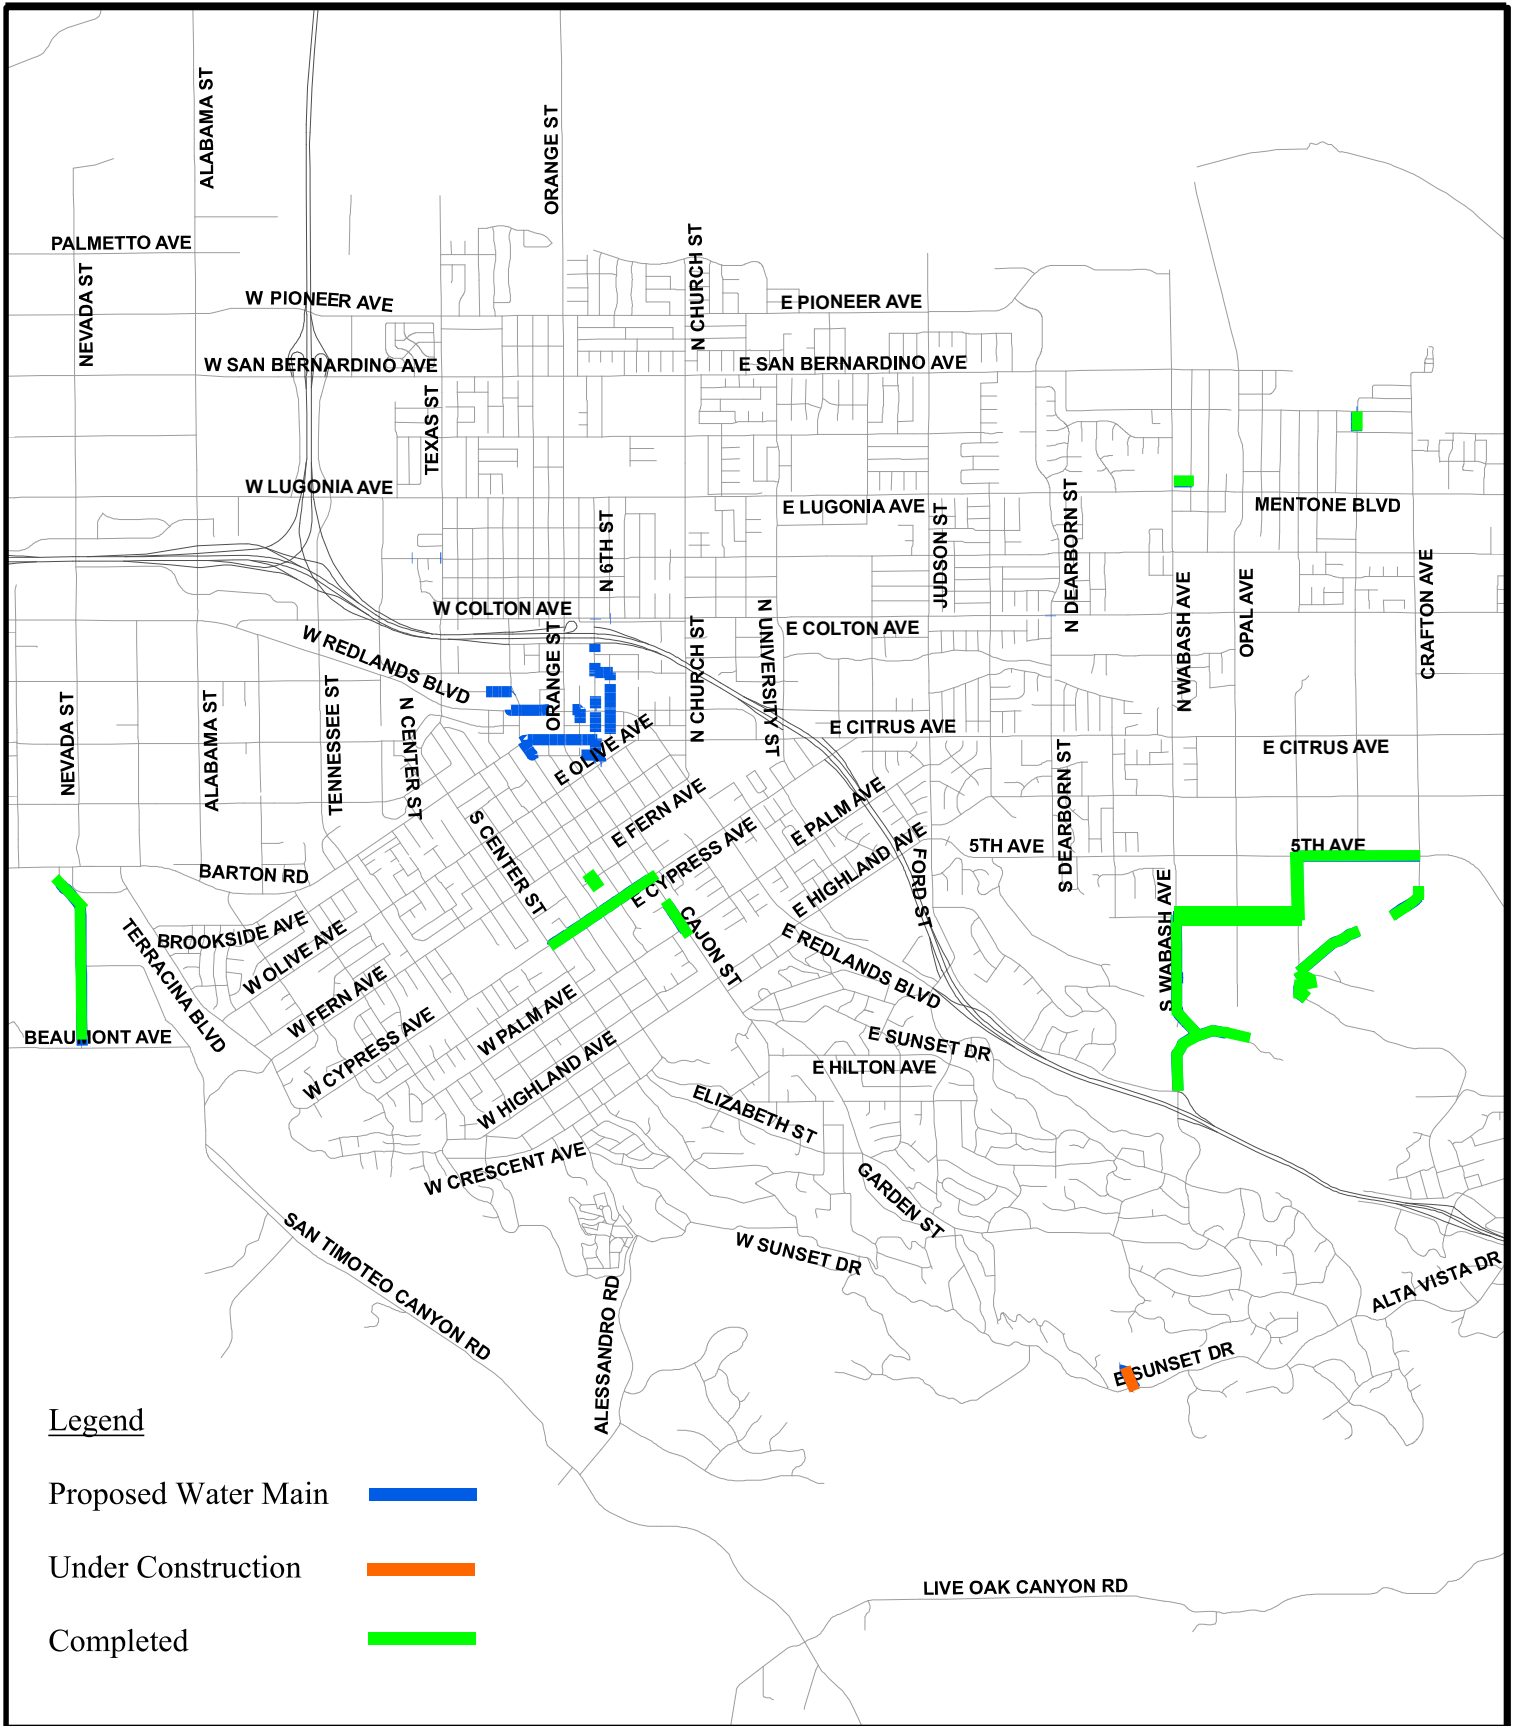 ALABAMA ST
ORANGE ST
PALMETTO AVE
NEVADA ST
W PIONEER AVE
N CHURCH ST
E PIONEER AVE
W SAN BERNARDINO AVE
E SAN BERNARDINO AVE
TEXAS ST
W LUGONIA AVE
E LUGONIA AVE
MENTONE BLVD
N 6TH ST
JUDSON ST
N DEARBORN ST
N WABASH AVE
OPAL AVE
CRAFTON AVE
W COLTON AVE
E COLTON AVE
W REDLANDS BLVD
ORANGE ST
N CHURCH ST
N UNIVERSITY ST
NEVADA ST
ALABAMA ST
TENNESSEE ST
N CENTER ST
E CITRUS AVE
E CITRUS AVE
E OLIVE AVE
S DEARBORN ST
E FERN AVE
E PALM AVE
S CENTER ST
E CYPRESS AVE
5TH AVE
5TH AVE
BARTON RD
E HIGHLAND AVE
FORD ST
S WABASH AVE
BROOKSIDE AVE
W OLIVE AVE
TERRACINA BLVD
CAJON ST
E REDLANDS BLVD
W FERN AVE
W PALM AVE
BEAUMONT AVE
W CYPRESS AVE
W HIGHLAND AVE
E SUNSET DR
E HILTON AVE
ELIZABETH ST
W CRESCENT AVE
GARDEN ST
SAN TIMOTEO CANYON RD
W SUNSET DR
ALTA VISTA DR
ALESSANDRO RD
E SUNSET DR
Legend
Proposed Water Main
Under Construction
LIVE OAK CANYON RD
Completed